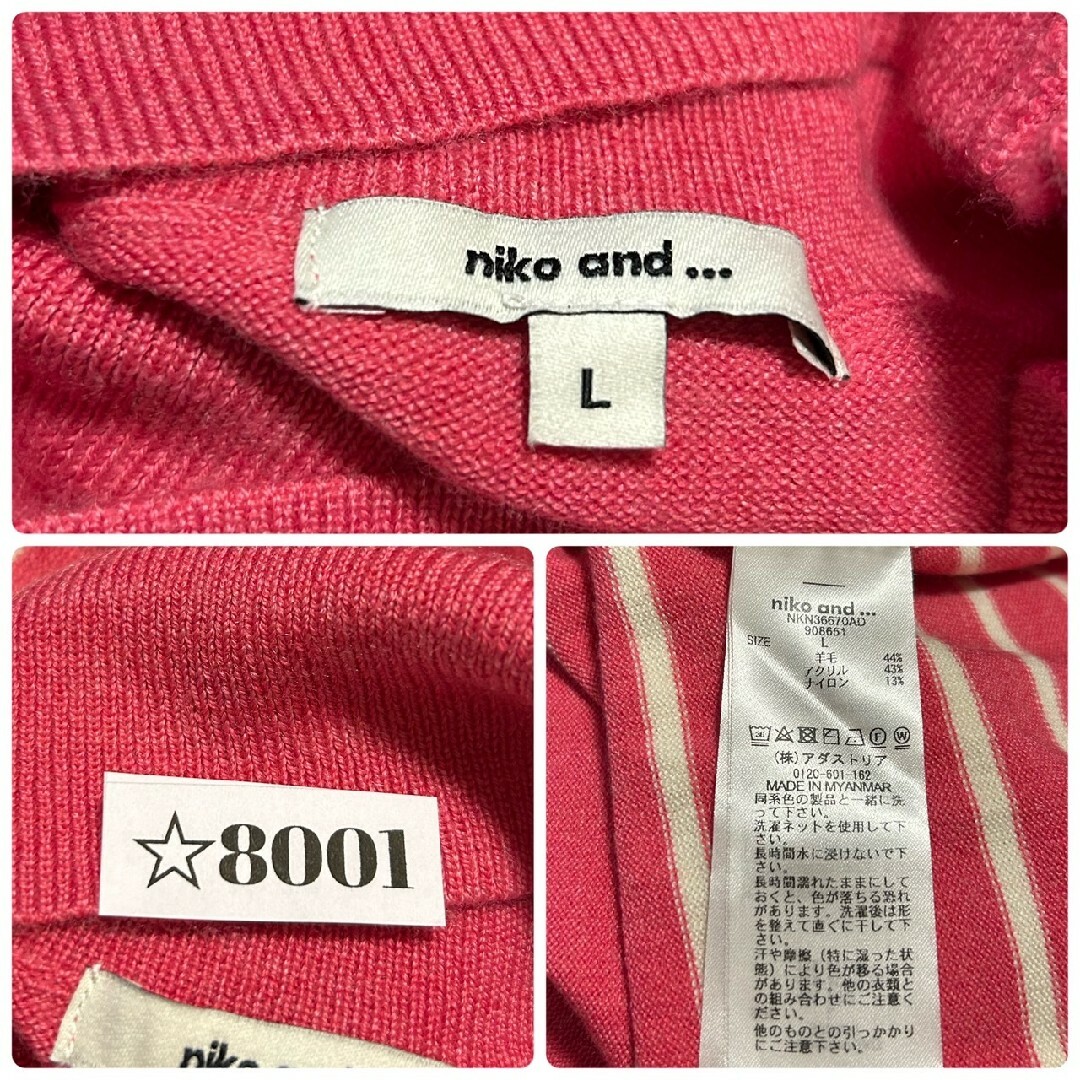 niko and ...
L
☆8001
niko and
niko and ...
NKN36670AD
908651
SIZE L
羊毛 44%
アクリル 43%
ナイロン 13%
(株)アダストリア
0120-601-162
MADE IN MYANMAR
同系色の製品と一緒に洗
って下さい。
洗濯ネットを使用して下
さい。
長時間水に浸けないで下
さい。
長時間濡れたままにして
おくと、色が落ちる恐れ
があります。洗濯後は形
を整えて直ぐに干して下
さい。
汗や摩擦(特に湿った状
態)により色が移る場合
があります。他の衣類と
の組み合わせにご注意く
ださい。
他のものとの引っかかり
にご注意下さい。